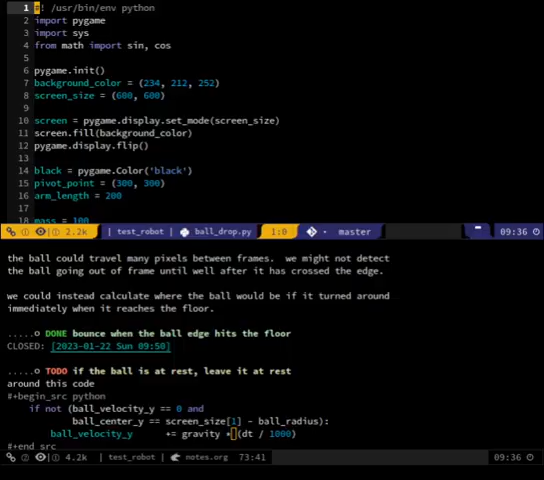 1 #! /usr/bin/env python
2 import pygame
3 import sys
4 from math import sin, cos
5
6 pygame.init()
7 background_color = (234, 212, 252)
8 screen_size = (600, 600)
9
10 screen = pygame.display.set_mode(screen_size)
11 screen.fill(background_color)
12 pygame.display.flip()
13
14 black = pygame.Color('black')
15 pivot_point = (300, 300)
16 arm_length = 200
17
18 mass = 100
① 2.2k | test_robot | ball_drop.py 1:0 master 09:36
the ball could travel many pixels between frames. we might not detect
the ball going out of frame until well after it has crossed the edge.
we could instead calculate where the ball would be if it turned around
immediately when it reaches the floor.
.....o DONE bounce when the ball edge hits the floor
CLOSED: [2023-01-22 Sun 09:50]
.....o TODO if the ball is at rest, leave it at rest
around this code
#+begin_src python
if not (ball_velocity_y == 0 and
ball_center_y == screen_size[1] - ball_radius):
ball_velocity_y += gravity * (dt / 1000)
#+end_src
② 4.2k | test_robot | notes.org 73:41 09:36